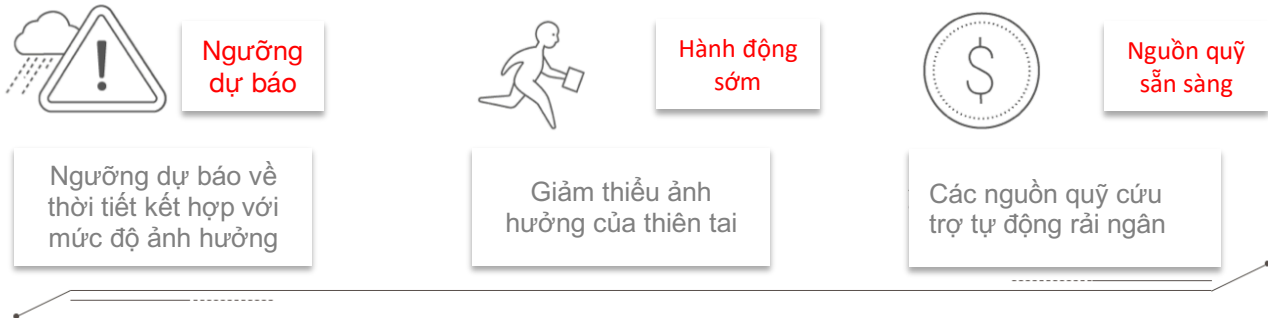 Ngưỡng
dự báo
Ngưỡng dự báo về
thời tiết kết hợp với
mức độ ảnh hưởng
Hành động
sớm
Giảm thiểu ảnh
hưởng của thiên tai
$
Nguồn quỹ
sẵn sàng
Các nguồn quỹ cứu
trợ tự động rải ngân